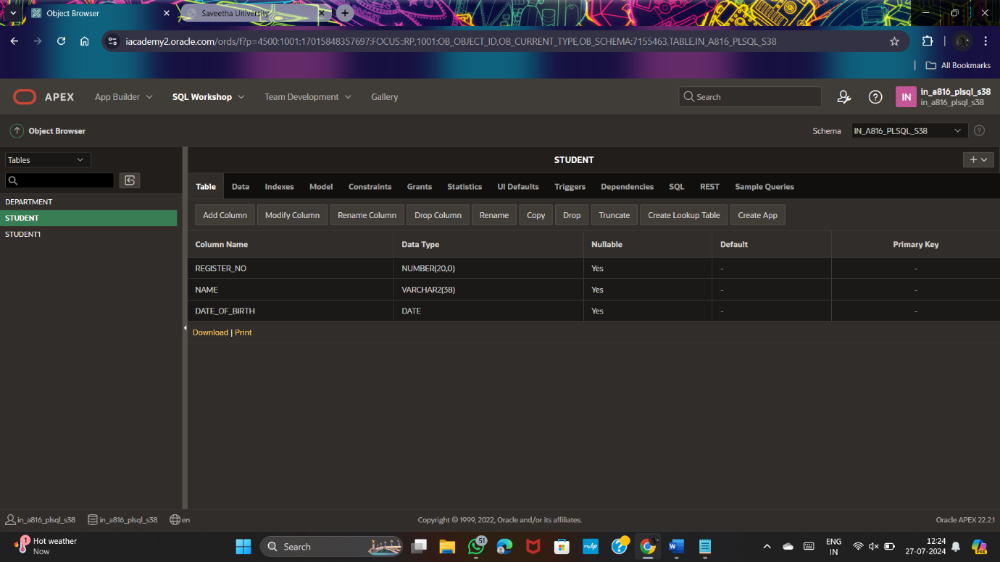 Object Browser
Saveetha University
iacademy2.oracle.com/ords/f?p=4500:1001:17015848357697:FOCUS::RP,1001:OB_OBJECT_ID,OB_CURRENT_TYPE,OB_SCHEMA:7155463,TABLE,IN_A816_PLSQL_S38
All Bookmarks
APEX App Builder SQL Workshop Team Development Gallery Search IN in_a816_plsql_s38
in_a816_plsql_s38
Object Browser Schema IN_A816_PLSQL_S38
Tables
STUDENT
Table Data Indexes Model Constraints Grants Statistics UI Defaults Triggers Dependencies SQL REST Sample Queries
DEPARTMENT
STUDENT
STUDENT1
Add Column Modify Column Rename Column Drop Column Rename Copy Drop Truncate Create Lookup Table Create App
Column Name Data Type Nullable Default Primary Key
REGISTER_NO NUMBER(20,0) Yes - -
NAME VARCHAR2(38) Yes - -
DATE_OF_BIRTH DATE Yes - -
Download | Print
in_a816_plsql_s38 in_a816_plsql_s38 en Copyright © 1999, 2022, Oracle and/or its affiliates. Oracle APEX 22.2.1
1 Hot weather
Now
Search
51
myhp
W
PRE
ENG
IN
12:24
27-07-2024